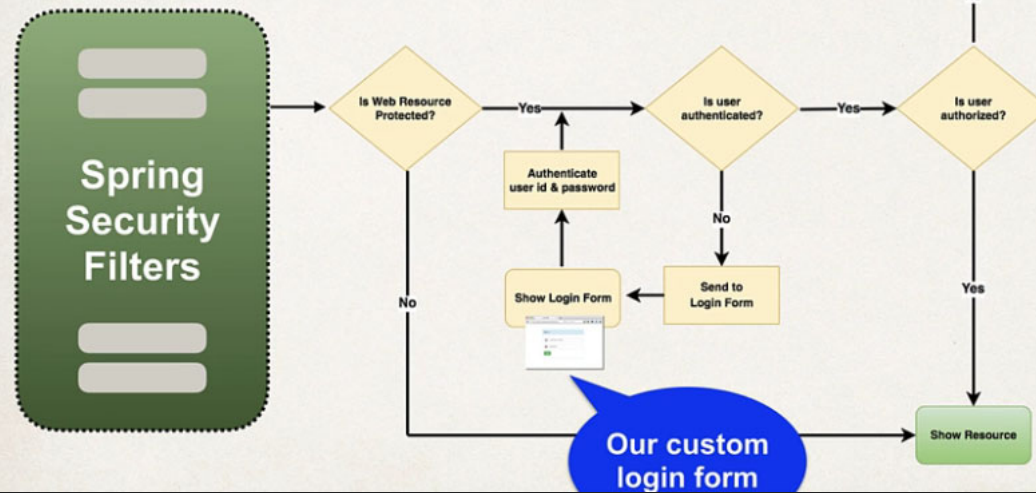 Spring
Security
Filters
Is Web Resource
Protected?
Yes
Is user
authenticated?
Yes
Is user
authorized?
Authenticate
user id & password
No
Show Login Form
Send to
Login Form
No
Yes
Our custom
login form
Show Resource